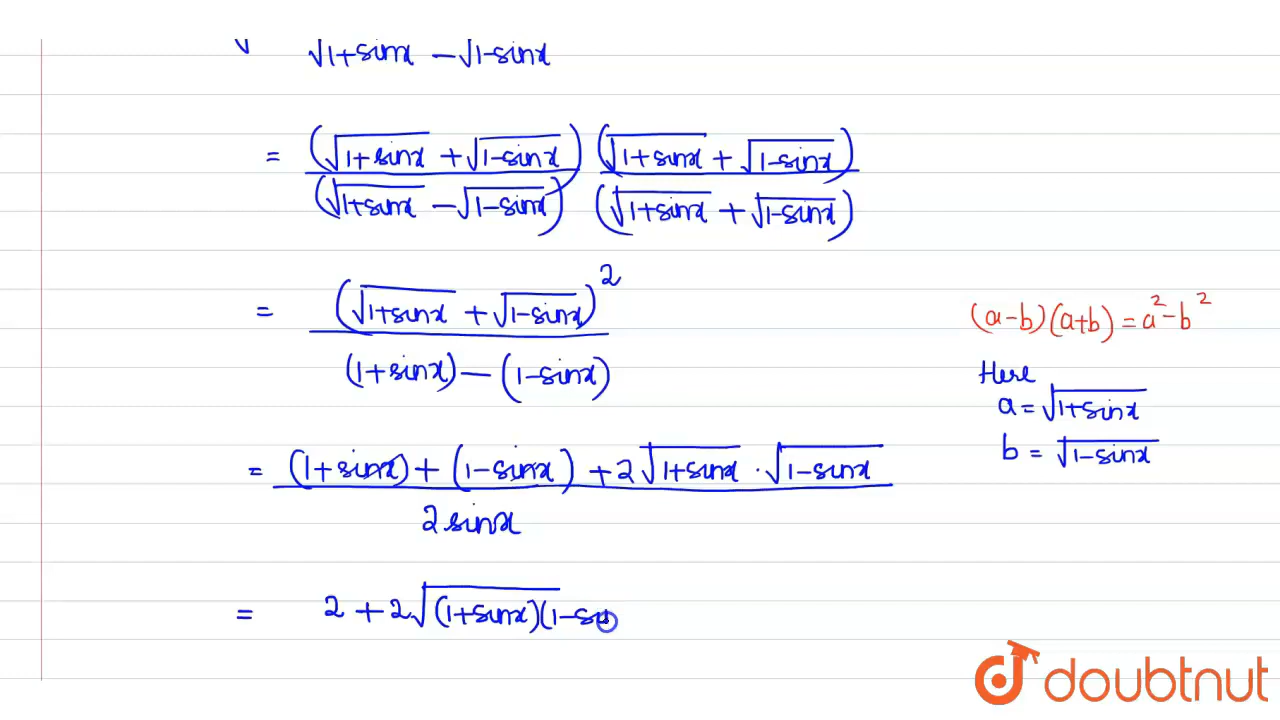 √1+sinx − √1−sinx
= (√1+sinx + √1−sinx) (√1+sinx + √1−sinx)
(√1+sinx − √1−sinx) (√1+sinx + √1−sinx)
= (√1+sinx + √1−sinx)²
(1+sinx) − (1−sinx)
(a−b)(a+b) = a² − b²
Here
a = √1+sinx
b = √1−sinx
= (1+sinx) + (1−sinx) + 2√1+sinx · √1−sinx
2sinx
= 2 + 2√(1+sinx)(1−sin
doubtnut